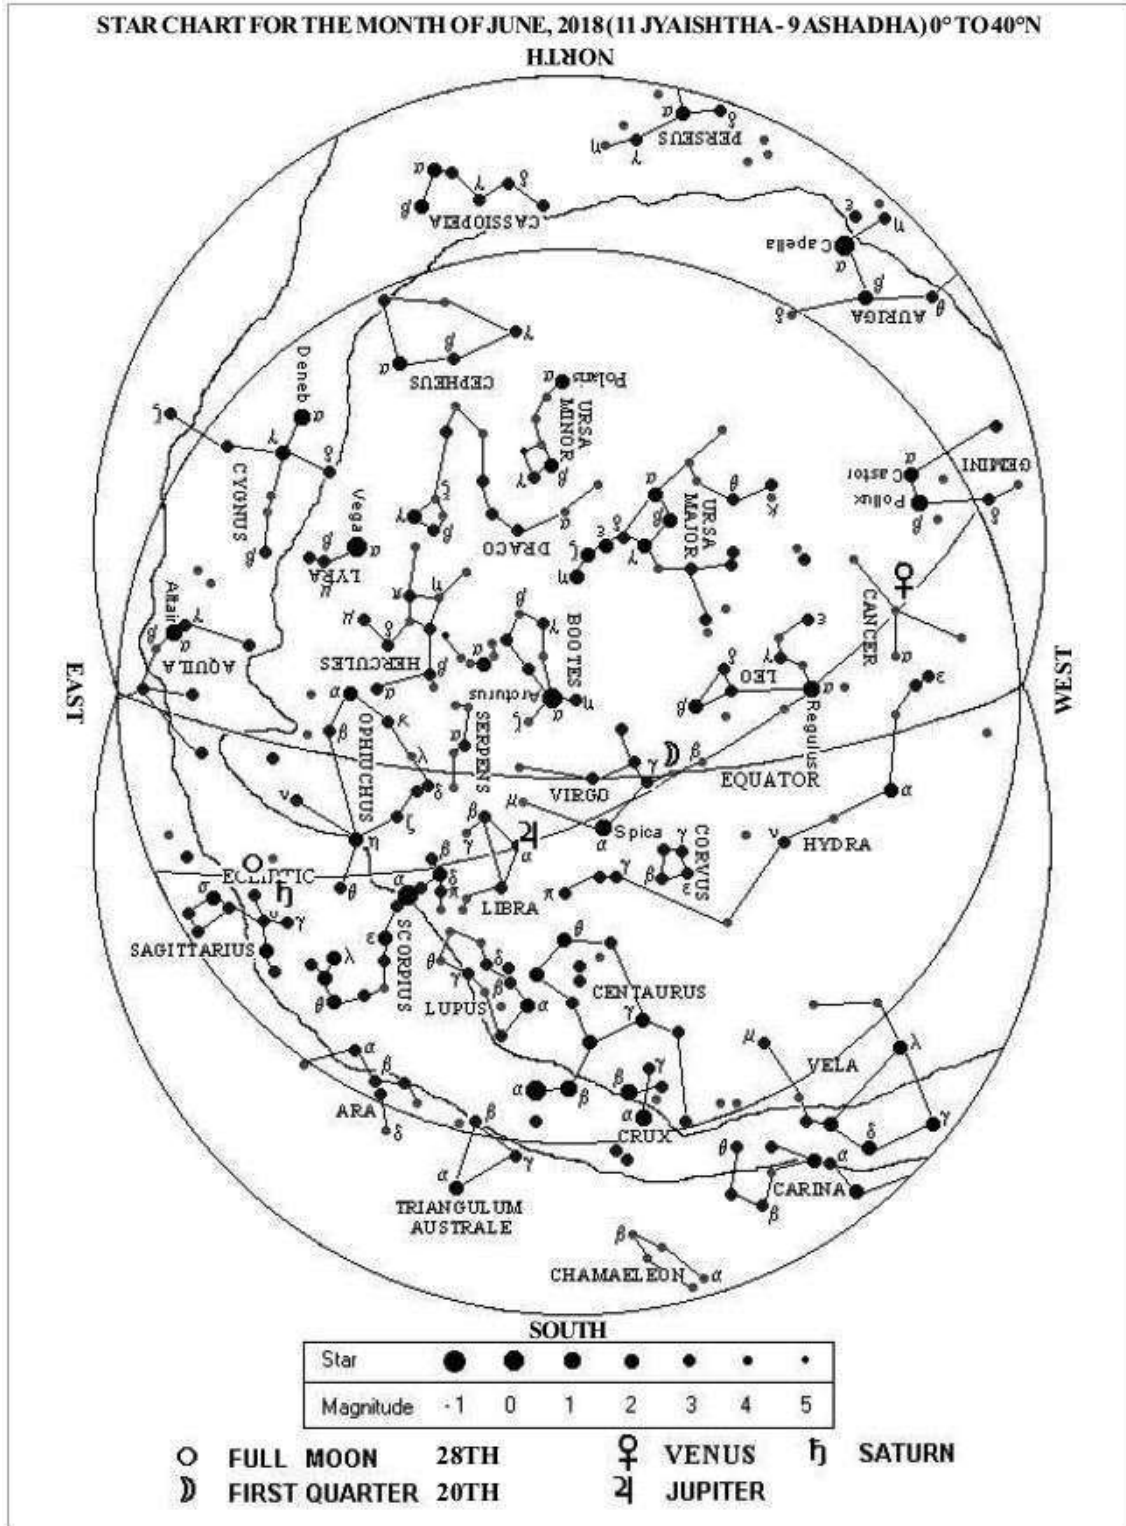 STAR CHART FOR THE MONTH OF JUNE, 2018 (11 JYAISHTHA - 9 ASHADHA) 0° TO 40°N
NORTH
α δ
PERSEUS
η γ
γ δ
β CASSIOPEIA
ε η
Capella
α
β
δ AURIGA θ
γ
β
α CEPHEUS
Deneb α
Polaris α
URSA MINOR
γ β
ζ
γ
δ
CYGNUS
β
Vega α
β
LYRA
μ
ξ
γ β
DRACO
α
α
β
URSA MAJOR
θ κ
ε δ
ζ γ
η
GEMINI
α
Castor
Pollux
β δ
♀
CANCER
α
Altair
γ
β α
AQUILA
π η
μ δ
HERCULES
β
α
β
BOOTES
γ
α
Arcturus
α η
ζ
ε
γ
δ
LEO
β
α
Regulus
ε
EAST
WEST
α
β
OPHIUCHUS
κ
λ
δ
ν
ζ
η
θ
SERPENS
α
VIRGO
γ
β
EQUATOR
α
μ
β
γ
♃
α
Spica
α
CORVUS
γ
β ε
ν
HYDRA
π γ
ECLIPTIC
♄
σ
υ γ
SAGITTARIUS
α
β
δ
π
LIBRA
SCORPIUS
ε
λ
θ
θ δ
γ β
LUPUS α
θ
CENTAURUS
γ
μ
VELA
λ
α
β
ARA
δ
α β
γ
β
α
CRUX
δ γ
β
γ
α
TRIANGULUM
AUSTRALE
θ α
CARINA
β
β
CHAMAELEON α
SOUTH
Star
Magnitude -1 0 1 2 3 4 5
FULL MOON 28TH ♀ VENUS ♄ SATURN
FIRST QUARTER 20TH ♃ JUPITER